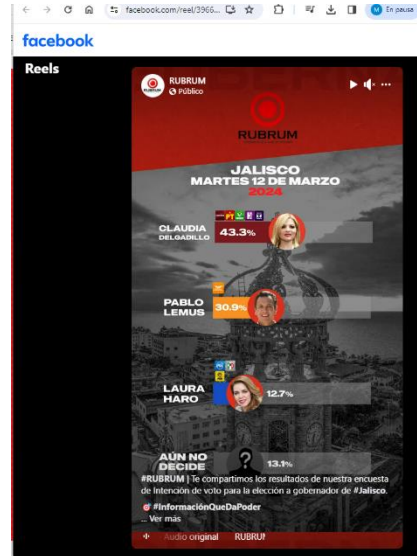 facebook.com/reel/3966...
En pausa
facebook
Reels
RUBRUM
Público
RUBRUM
JALISCO
MARTES 12 DE MARZO
2024
CLAUDIA
DELGADILLO
43.3%
PABLO
LEMUS
30.9%
LAURA
HARO
12.7%
AÚN NO
DECIDE
?
13.1%
#RUBRUM | Te compartimos los resultados de nuestra encuesta
de Intención de voto para la elección a gobernador de #Jalisco.
#InformaciónQueDaPoder
... Ver más
Audio original RUBRU